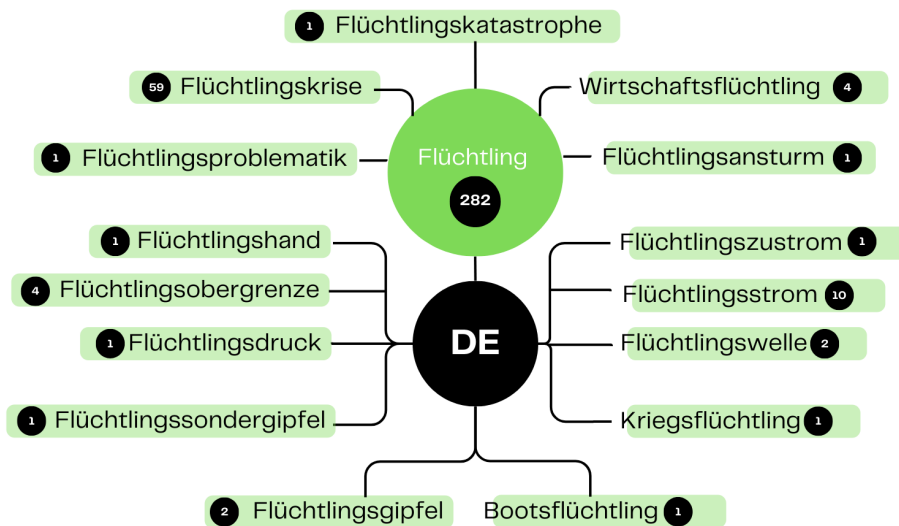 1 Flüchtlingskatastrophe
59 Flüchtlingskrise
Wirtschaftsflüchtling 4
1 Flüchtlingsproblematik
Flüchtling
282
Flüchtlingsansturm 1
1 Flüchtlingshand
Flüchtlingszustrom 1
4 Flüchtlingsobergrenze
Flüchtlingsstrom 10
1 Flüchtlingsdruck
DE
Flüchtlingswelle 2
1 Flüchtlingssondergipfel
Kriegsflüchtling 1
2 Flüchtlingsgipfel
Bootsflüchtling 1